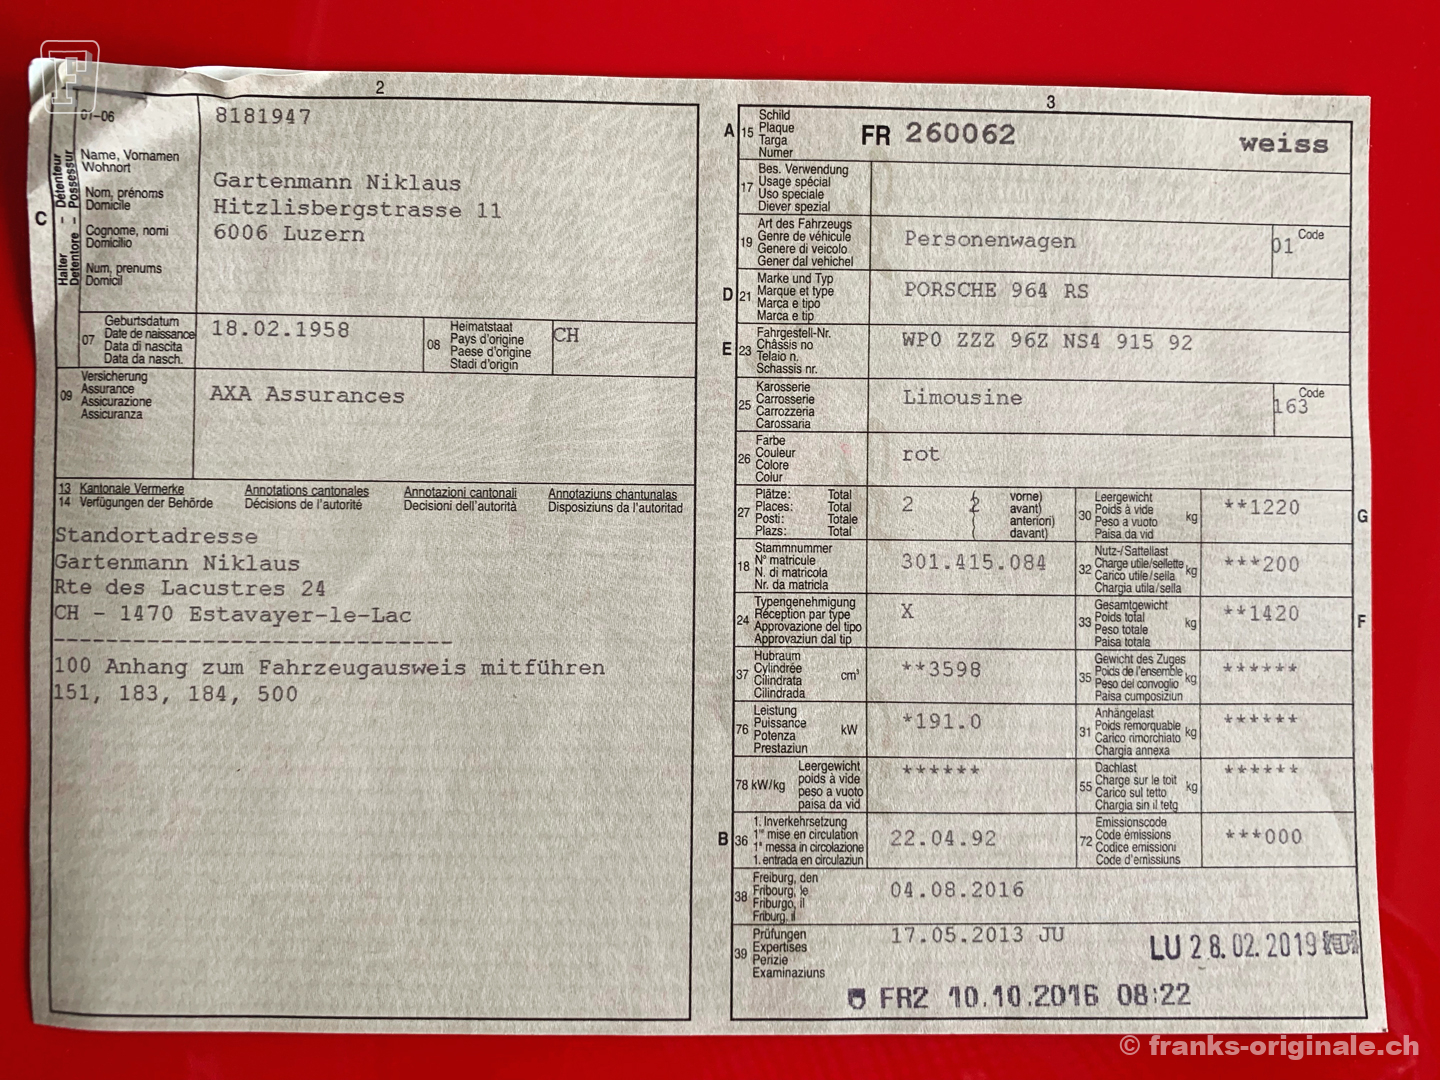 2
01-06
8181947
Halter – Détenteur
Detentore – Possessur
C
Name, Vornamen
Wohnort
Nom, prénoms
Domicile
Cognome, nomi
Domicilio
Num, prenums
Domicil
Gartenmann Niklaus
Hitzlisbergstrasse 11
6006 Luzern
07
Geburtsdatum
Date de naissance
Data di nascita
Data da nasch.
18.02.1958
08
Heimatstaat
Pays d'origine
Paese d'origine
Stadi d'origin
CH
09
Versicherung
Assurance
Assicurazione
Assicuranza
AXA Assurances
13 Kantonale Vermerke Annotations cantonales Annotazioni cantonali Annotaziuns chantunalas
14 Verfügungen der Behörde Décisions de l'autorité Decisioni dell'autorità Disposiziuns da l'autoritad
Standortadresse
Gartenmann Niklaus
Rte des Lacustres 24
CH - 1470 Estavayer-le-Lac
-------------------------------
100 Anhang zum Fahrzeugausweis mitführen
151, 183, 184, 500
3
A
15
Schild
Plaque
Targa
Numer
FR 260062 weiss
17
Bes. Verwendung
Usage spécial
Uso speciale
Diever spezial
19
Art des Fahrzeugs
Genre de véhicule
Genere di veicolo
Gener dal vehichel
Personenwagen
Code
01
D
21
Marke und Typ
Marque et type
Marca e tipo
Marca e tip
PORSCHE 964 RS
E
23
Fahrgestell-Nr.
Châssis no
Telaio n.
Schassis nr.
WP0 ZZZ 96Z NS4 915 92
25
Karosserie
Carrosserie
Carrozzeria
Carossaria
Limousine
Code
163
26
Farbe
Couleur
Colore
Colur
rot
27
Plätze: Total
Places: Total
Posti: Totale
Plazs: Total
2
( 2
vorne)
avant)
anteriori)
davant)
30
Leergewicht
Poids à vide
Peso a vuoto
Paisa da vid
kg
**1220
G
18
Stammnummer
N° matricule
N. di matricola
Nr. da matricla
301.415.084
32
Nutz-/Sattellast
Charge utile/sellette
Carico utile/sella
Chargia utila/sella
kg
***200
24
Typengenehmigung
Réception par type
Approvazione del tipo
Approvaziun dal tip
X
33
Gesamtgewicht
Poids total
Peso totale
Paisa totala
kg
**1420
F
37
Hubraum
Cylindrée
Cilindrata
Cilindrada
cm³
**3598
35
Gewicht des Zuges
Poids de l'ensemble
Peso del convoglio
Paisa cumposiziun
kg
******
76
Leistung
Puissance
Potenza
Prestaziun
kW
*191.0
31
Anhängelast
Poids remorquable
Carico rimorchiato
Chargia annexa
kg
******
78 kW/kg
Leergewicht
poids à vide
peso a vuoto
paisa da vid
******
55
Dachlast
Charge sur le toit
Carico sul tetto
Chargia sin il tetg
kg
******
B
36
1. Inverkehrsetzung
1re mise en circulation
1a messa in circolazione
1. entrada en circulaziun
22.04.92
72
Emissionscode
Code émissions
Codice emissioni
Code d'emissiuns
***000
38
Freiburg, den
Fribourg, le
Friburgo, il
Friburg, il
04.08.2016
39
Prüfungen
Expertises
Perizie
Examinaziuns
17.05.2013 JU
LU 28.02.2019
FR2 10.10.2016 08:22
© franks-originale.ch